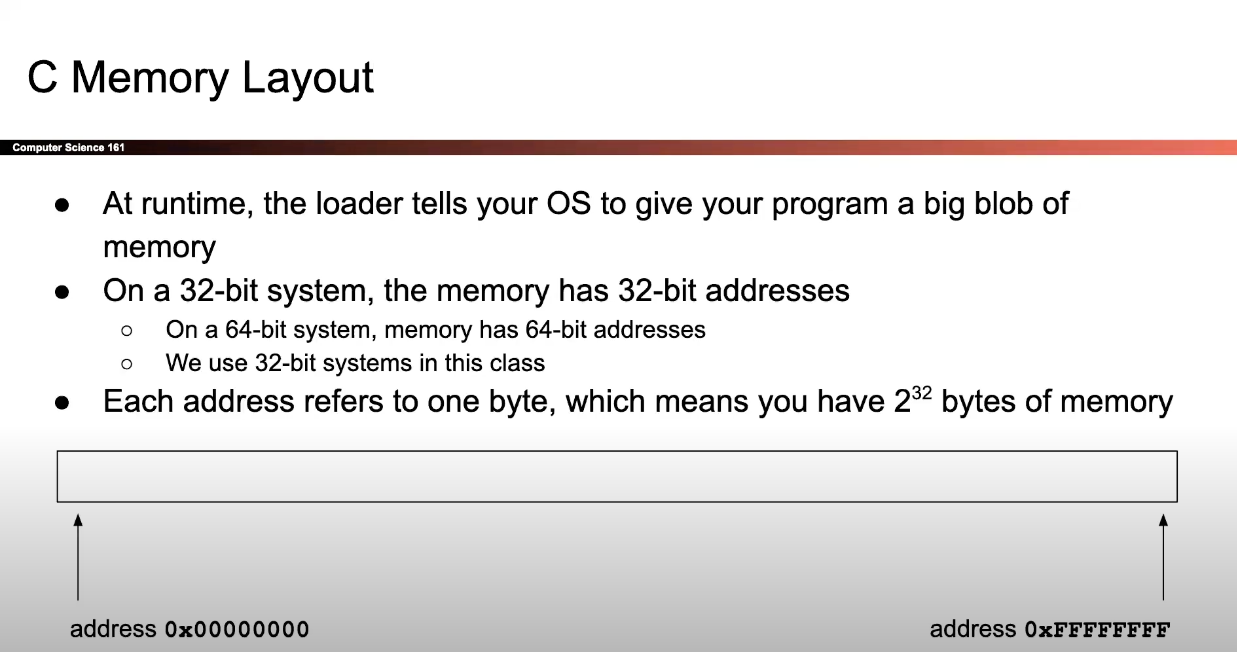 C Memory Layout
Computer Science 161
● At runtime, the loader tells your OS to give your program a big blob of
memory
● On a 32-bit system, the memory has 32-bit addresses
○ On a 64-bit system, memory has 64-bit addresses
○ We use 32-bit systems in this class
● Each address refers to one byte, which means you have 2³² bytes of memory
address 0x00000000
address 0xFFFFFFFF